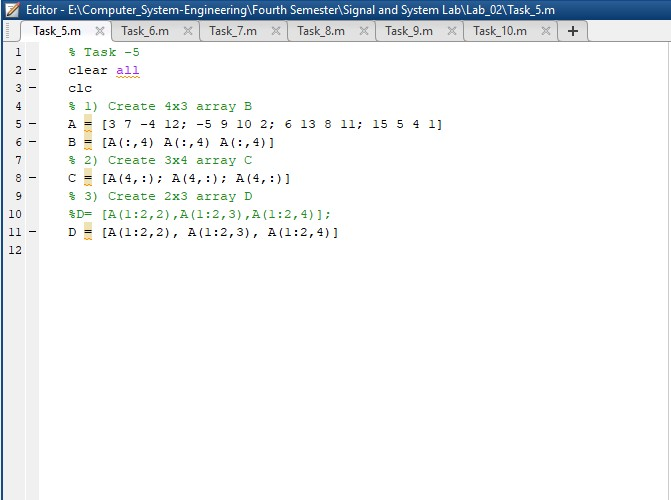 Editor - E:\Computer_System-Engineering\Fourth Semester\Signal and System Lab\Lab_02\Task_5.m
Task_5.m × Task_6.m × Task_7.m × Task_8.m × Task_9.m × Task_10.m × +
1 % Task -5
2 – clear all
3 – clc
4 % 1) Create 4x3 array B
5 – A = [3 7 -4 12; -5 9 10 2; 6 13 8 11; 15 5 4 1]
6 – B = [A(:,4) A(:,4) A(:,4)]
7 % 2) Create 3x4 array C
8 – C = [A(4,:); A(4,:); A(4,:)]
9 % 3) Create 2x3 array D
10 %D= [A(1:2,2),A(1:2,3),A(1:2,4)];
11 – D = [A(1:2,2), A(1:2,3), A(1:2,4)]
12